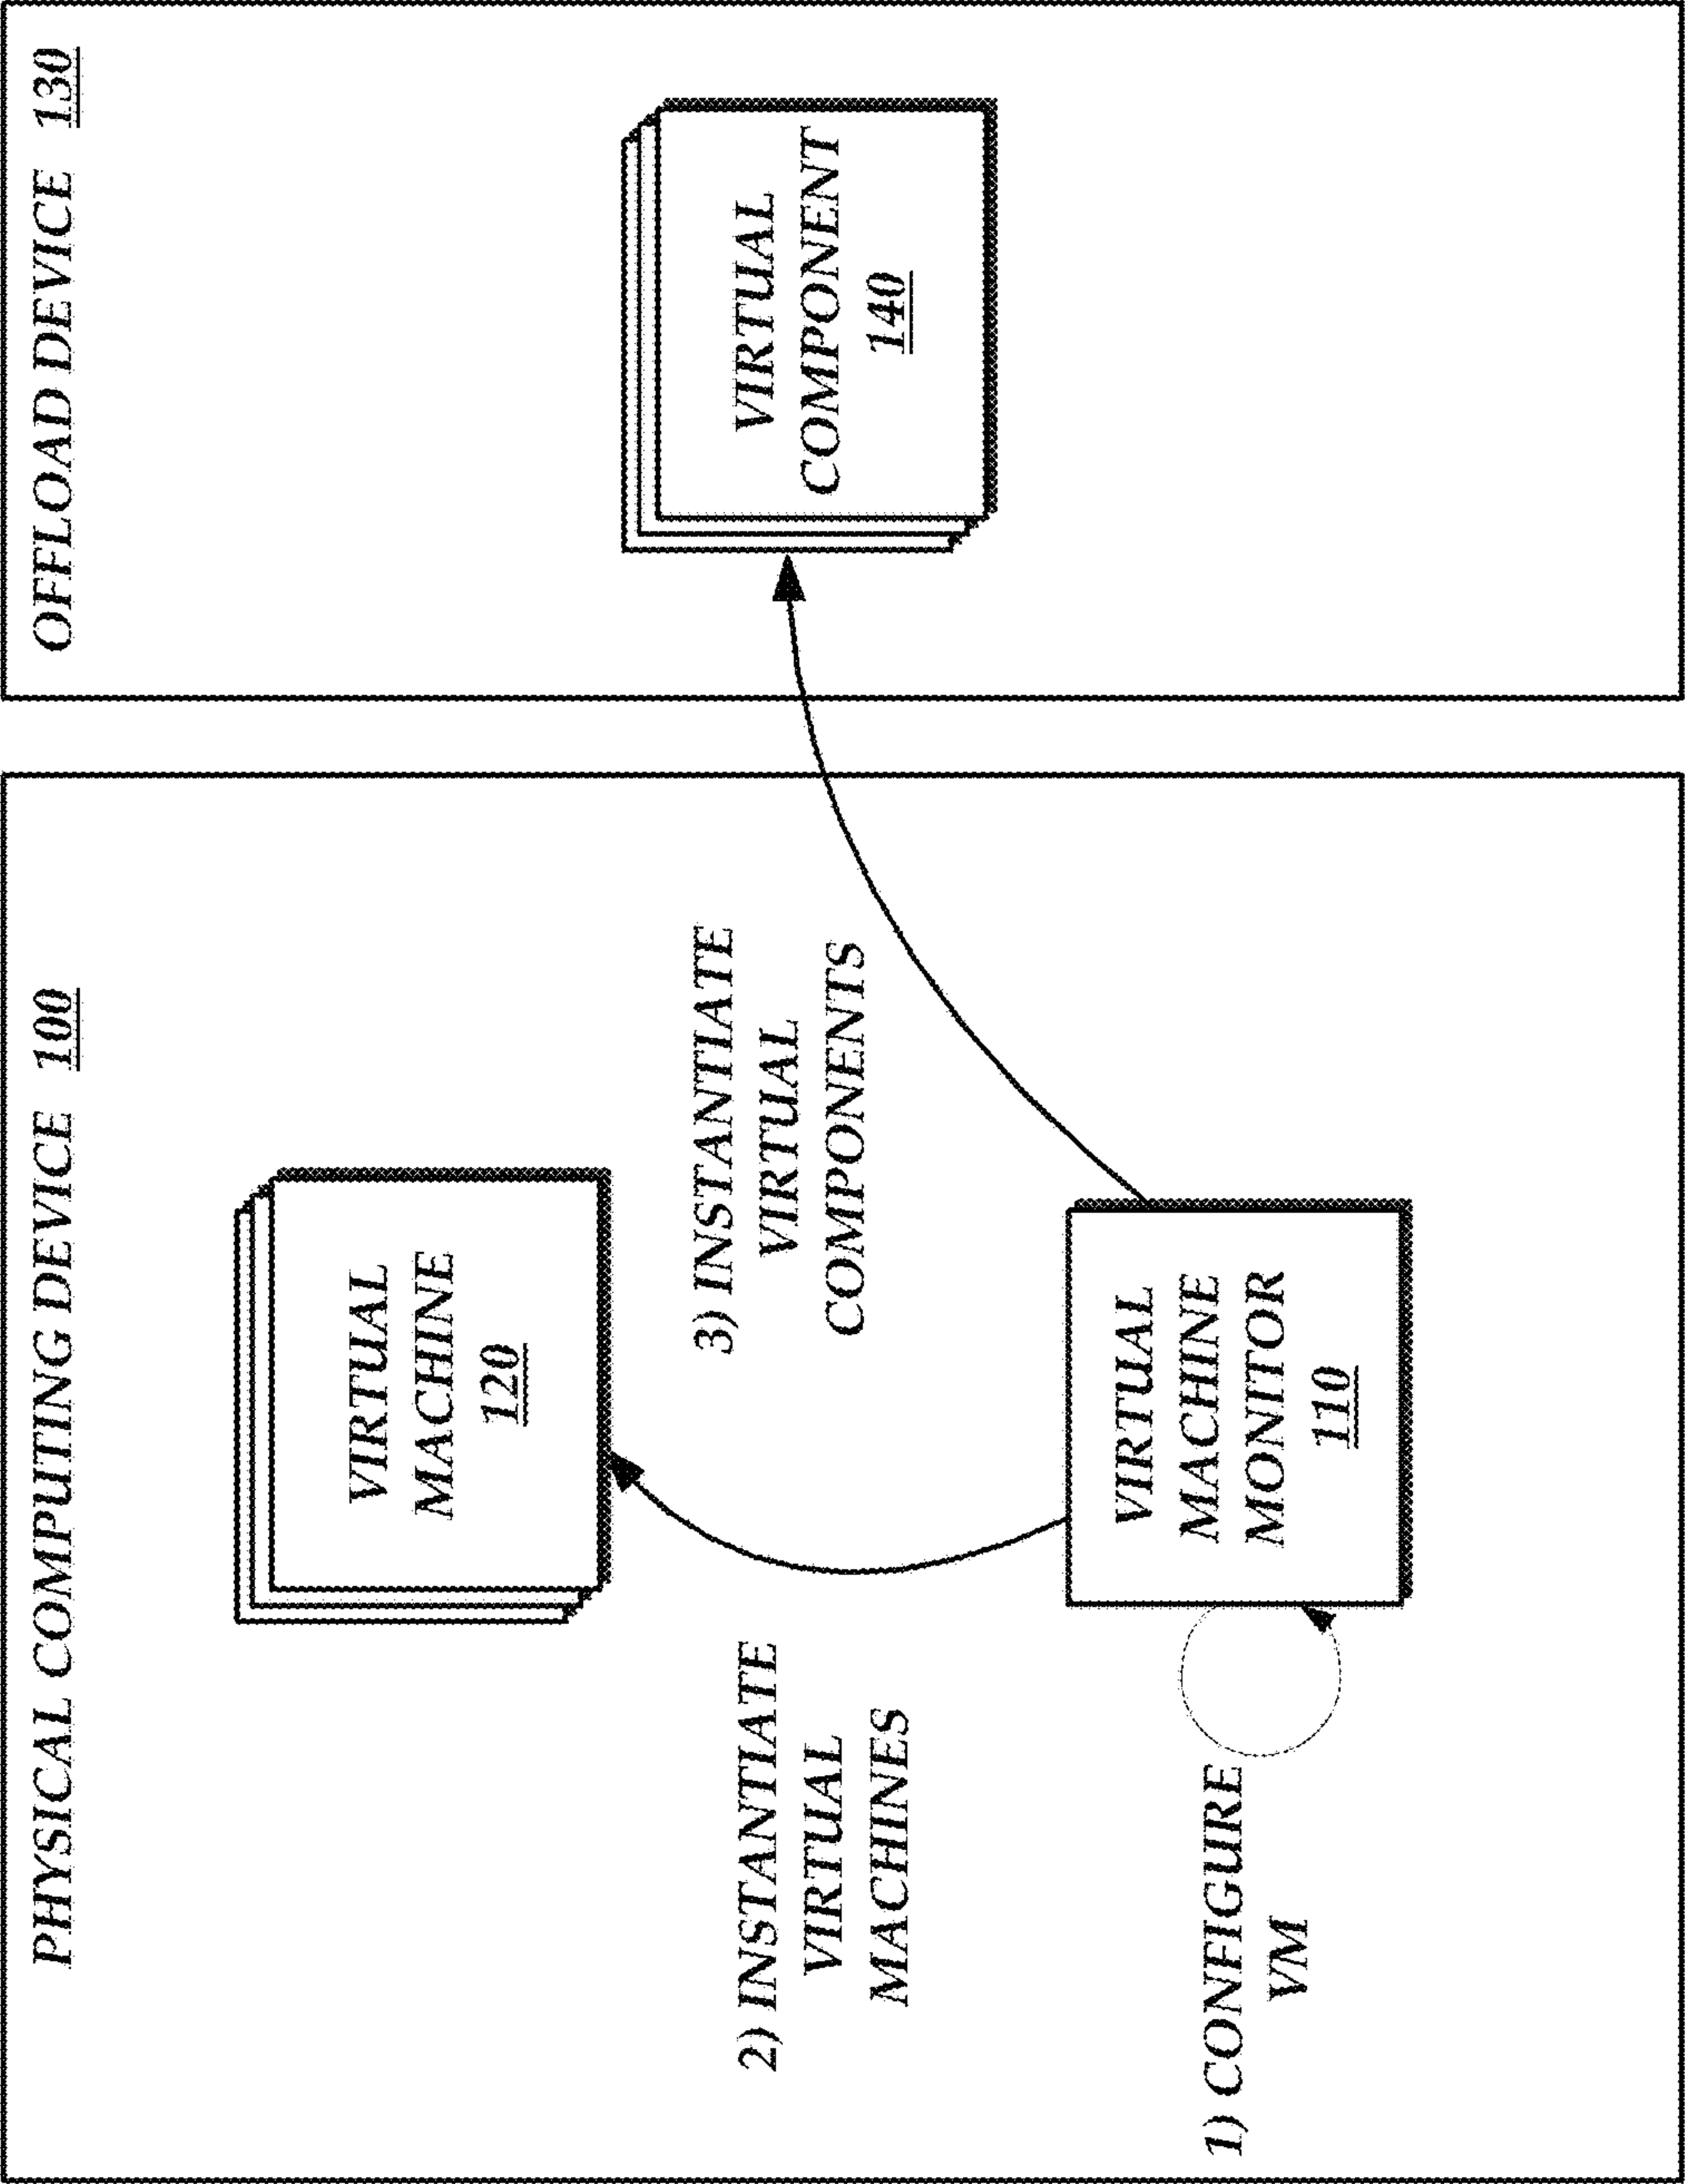 PHYSICAL COMPUTING DEVICE 100
VIRTUAL
MACHINE
120
2) INSTANTIATE
VIRTUAL
MACHINES
3) INSTANTIATE
VIRTUAL
COMPONENTS
1) CONFIGURE
VM
VIRTUAL
MACHINE
MONITOR
110
OFFLOAD DEVICE 130
VIRTUAL
COMPONENT
140